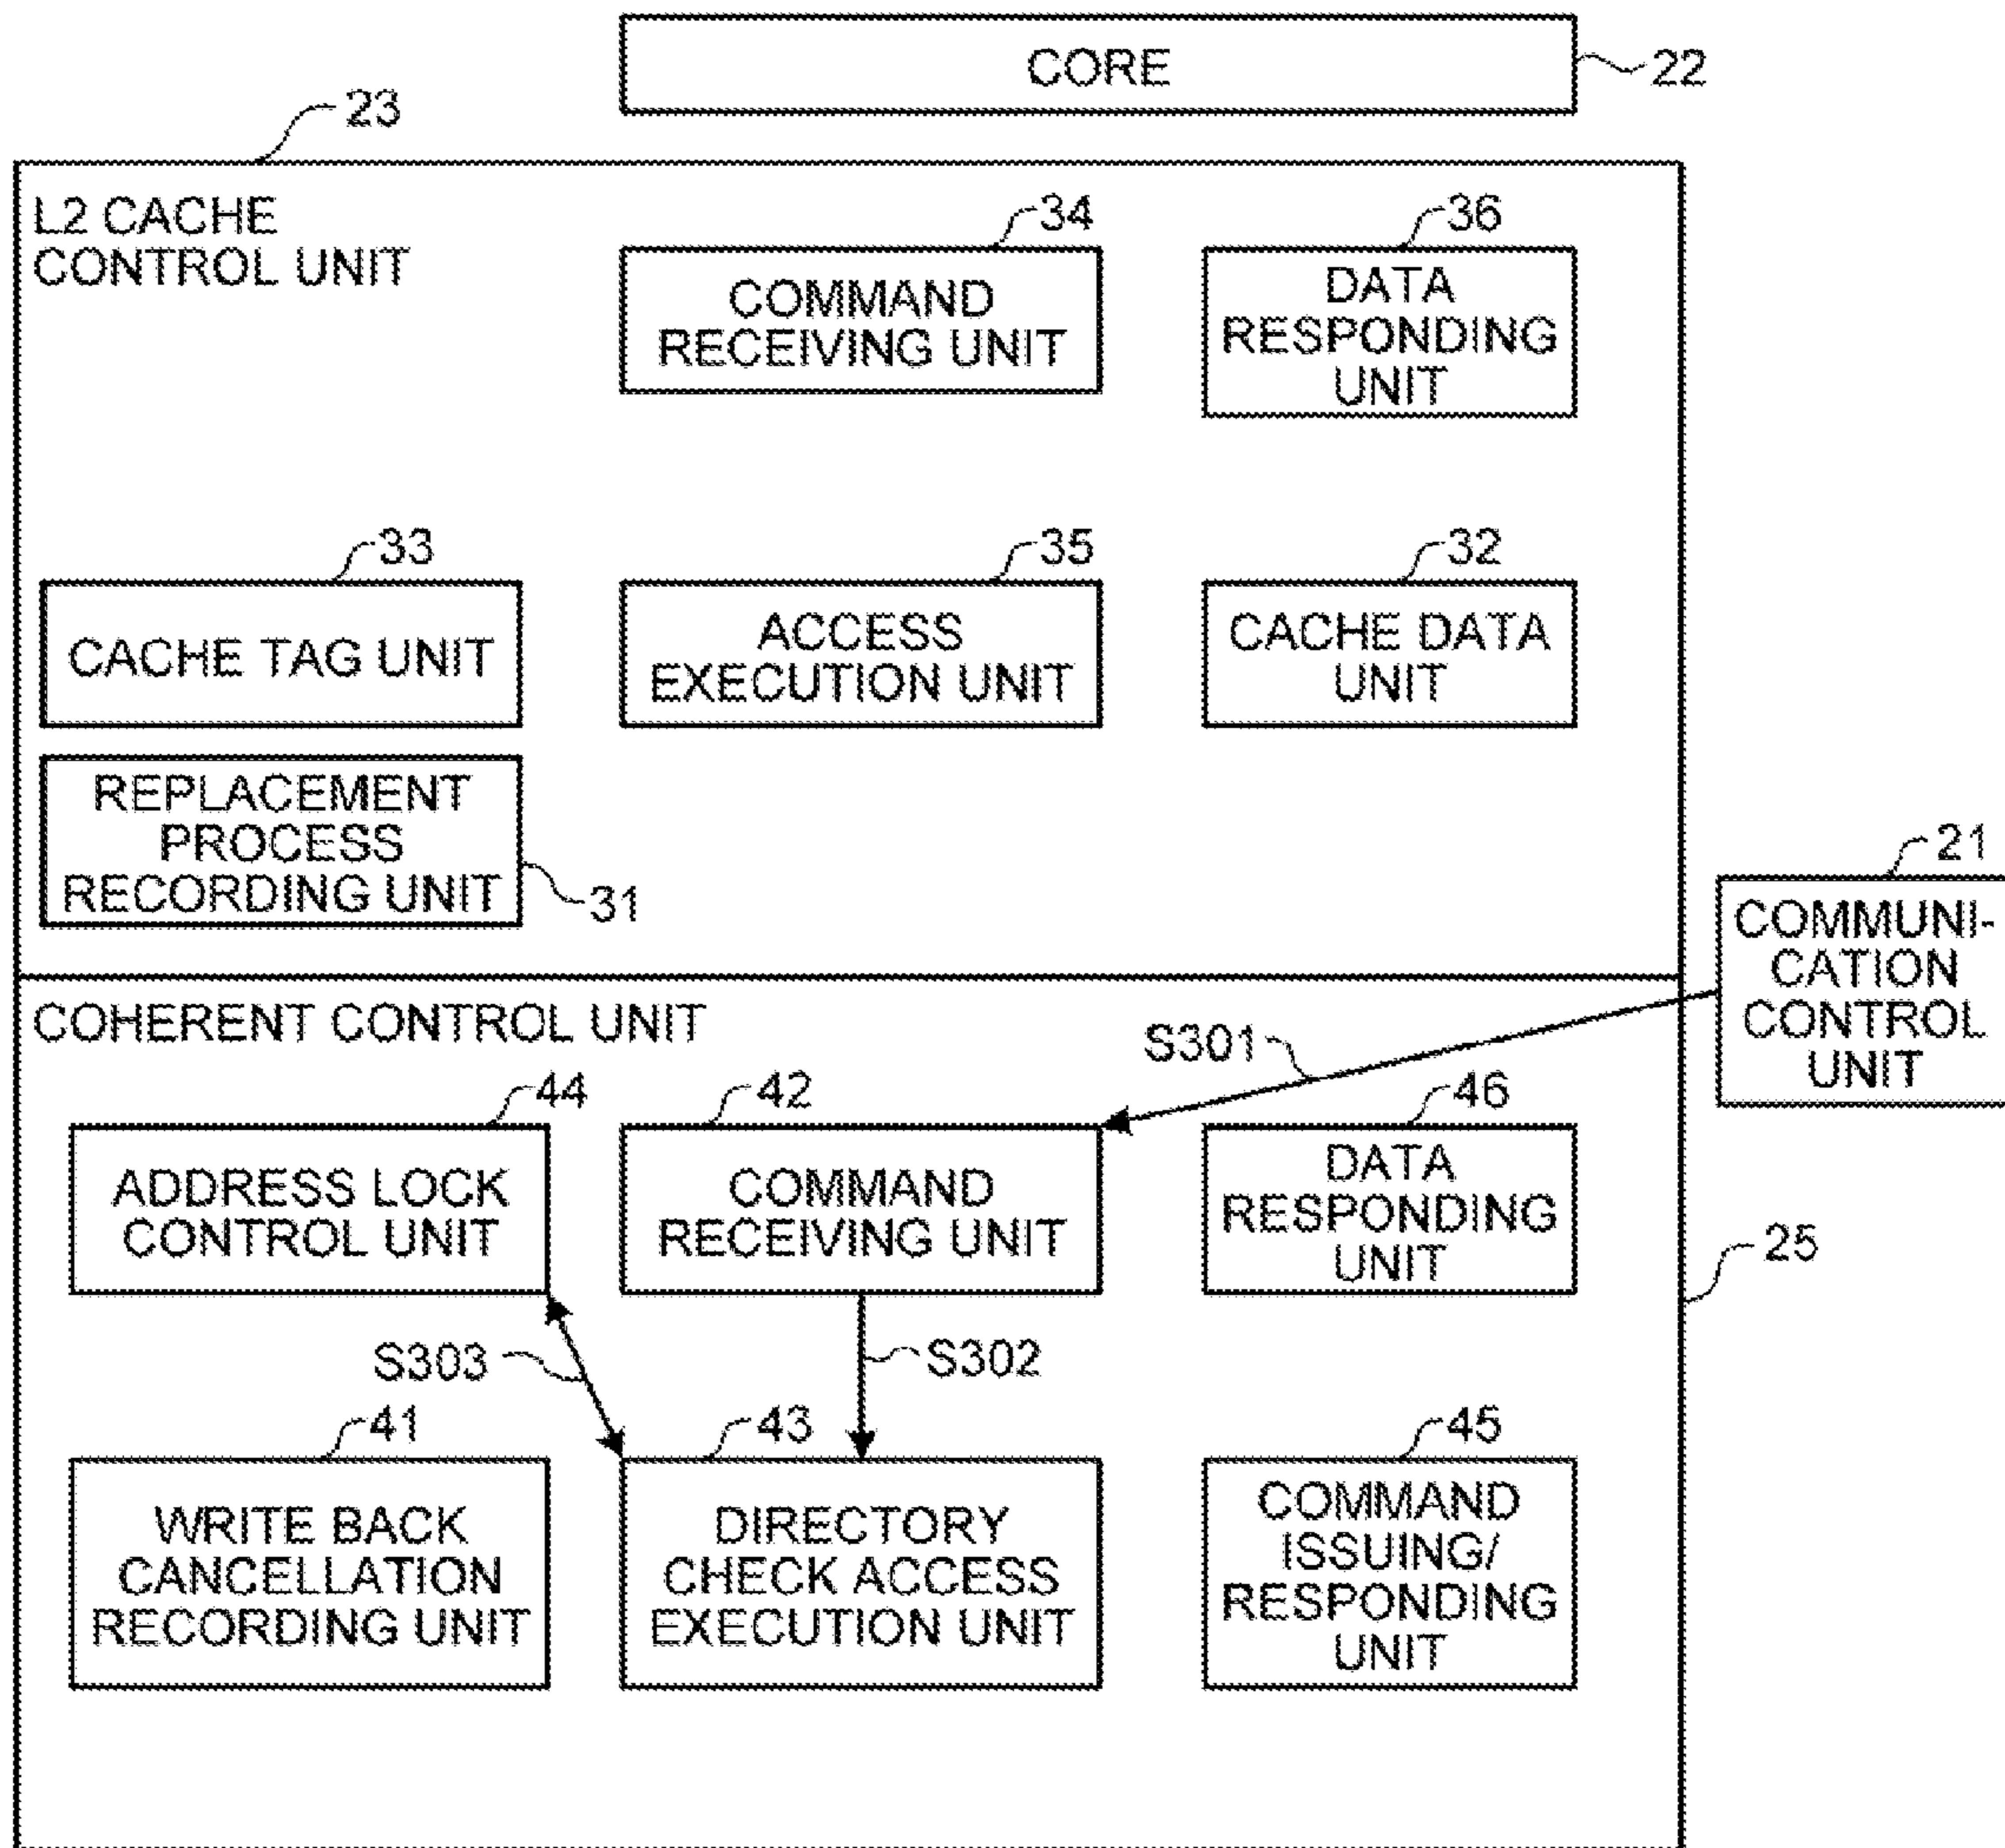 CORE
22
23
L2 CACHE
CONTROL UNIT
34
COMMAND
RECEIVING UNIT
36
DATA
RESPONDING
UNIT
33
CACHE TAG UNIT
35
ACCESS
EXECUTION UNIT
32
CACHE DATA
UNIT
REPLACEMENT
PROCESS
RECORDING UNIT
31
21
COMMUNI-
CATION
CONTROL
UNIT
COHERENT CONTROL UNIT
S301
44
ADDRESS LOCK
CONTROL UNIT
42
COMMAND
RECEIVING UNIT
46
DATA
RESPONDING
UNIT
25
S303
S302
41
WRITE BACK
CANCELLATION
RECORDING UNIT
43
DIRECTORY
CHECK ACCESS
EXECUTION UNIT
45
COMMAND
ISSUING/
RESPONDING
UNIT